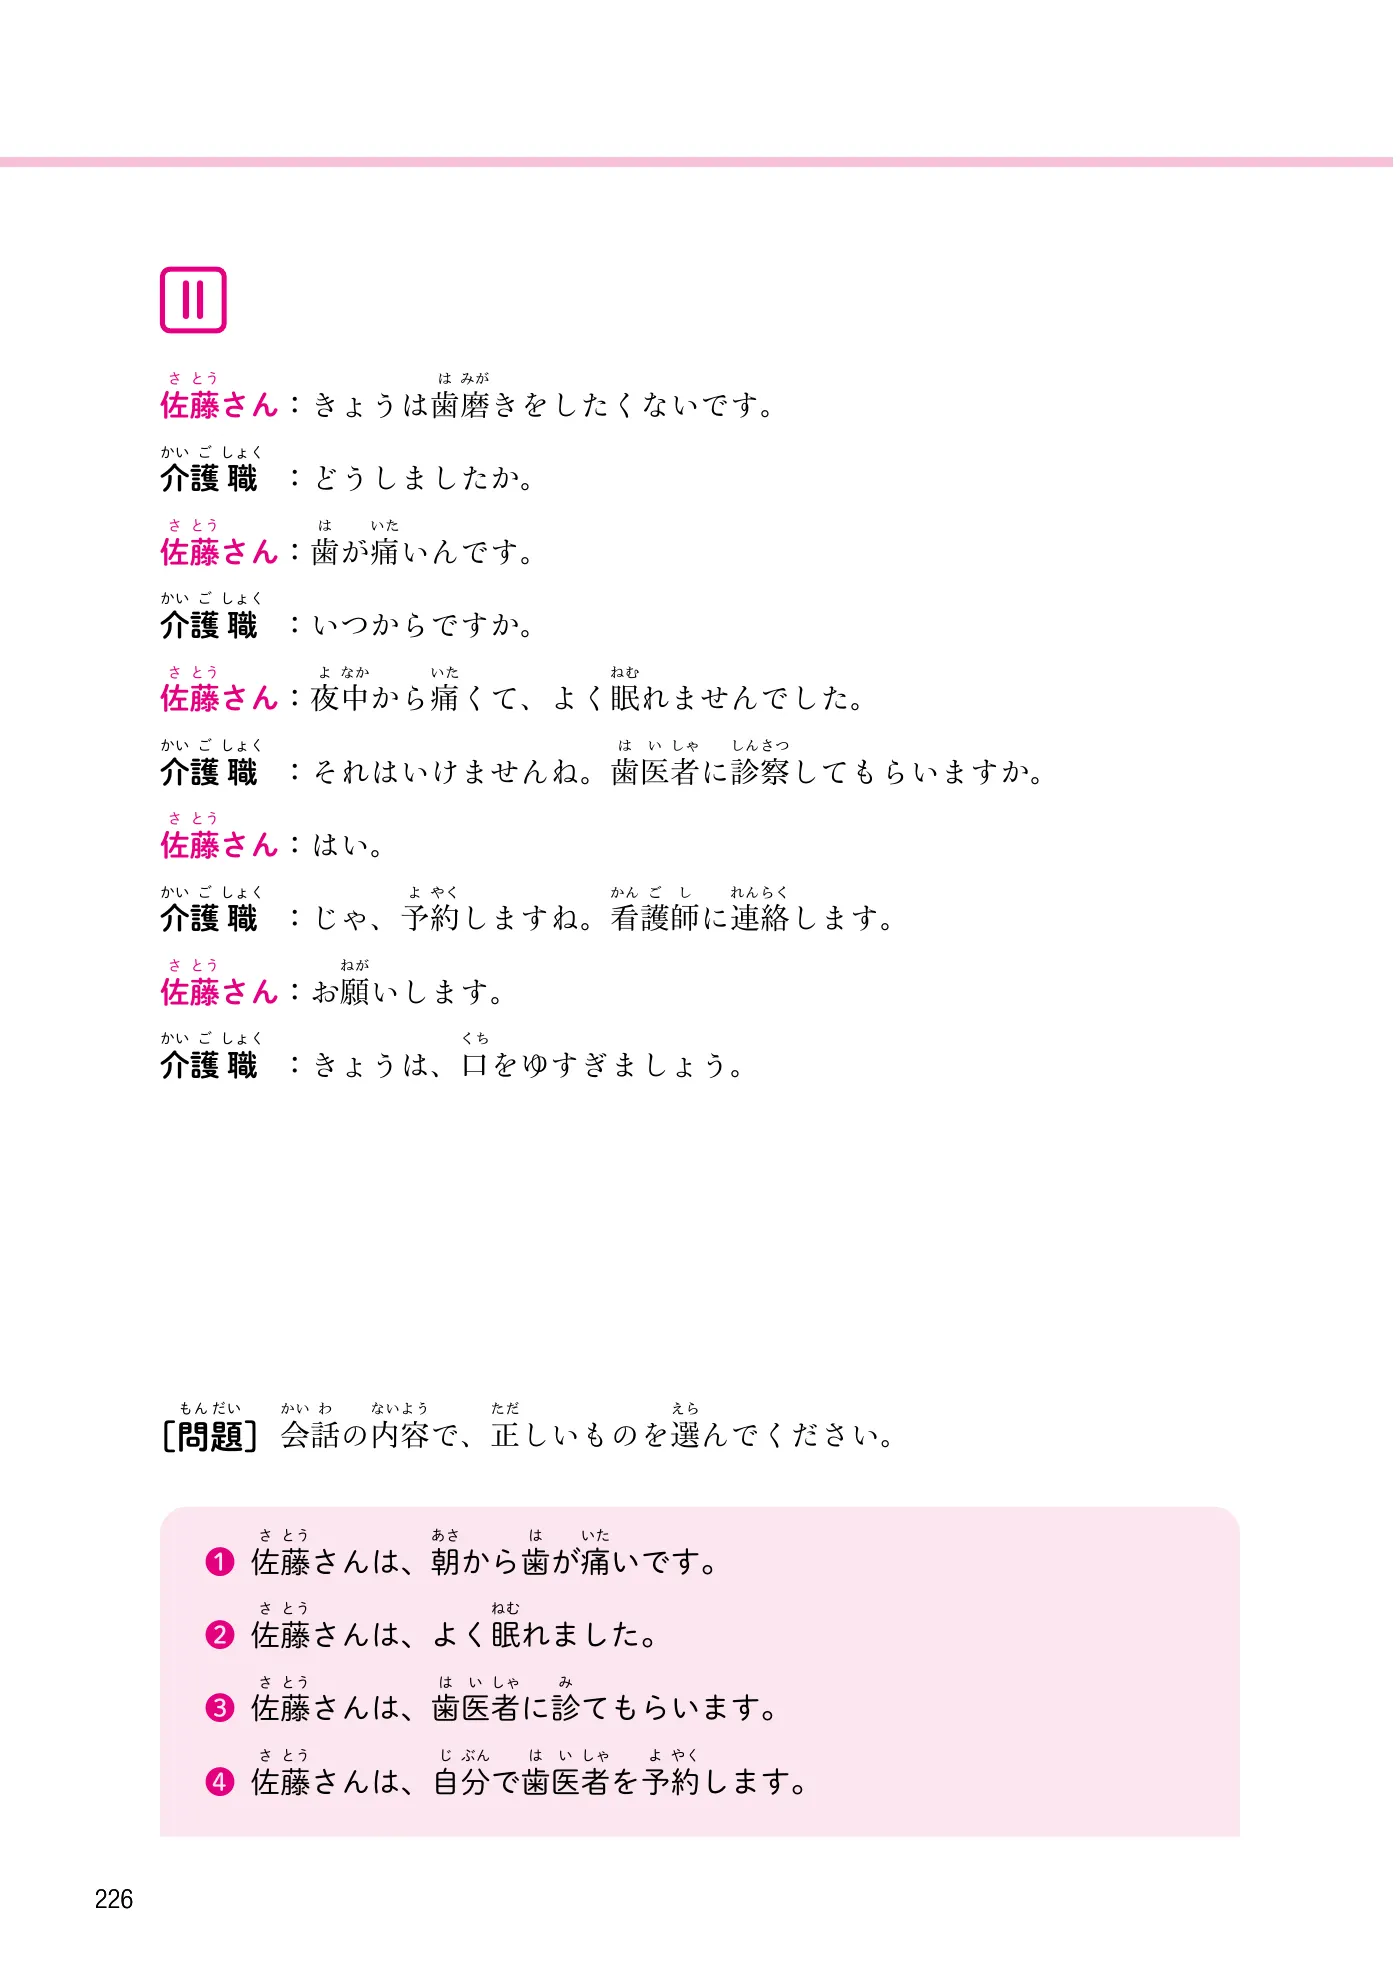 11
佐藤さん：きょうは歯磨きをしたくないです。
介護職：どうしましたか。
佐藤さん：歯が痛いんです。
介護職：いつからですか。
佐藤さん：夜中から痛くて、よく眠れませんでした。
介護職：それはいけませんね。歯医者に診察してもらいますか。
佐藤さん：はい。
介護職：じゃ、予約しますね。看護師に連絡します。
佐藤さん：お願いします。
介護職：きょうは、口をゆすぎましょう。
［問題］ 会話の内容で、正しいものを選んでください。
❶ 佐藤さんは、朝から歯が痛いです。
❷ 佐藤さんは、よく眠れました。
❸ 佐藤さんは、歯医者に診てもらいます。
❹ 佐藤さんは、自分で歯医者を予約します。
226